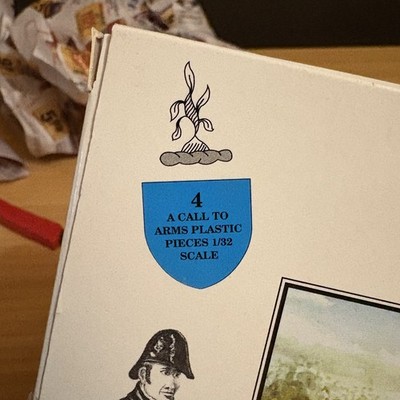 4
A CALL TO
ARMS PLASTIC
PIECES 1/32
SCALE